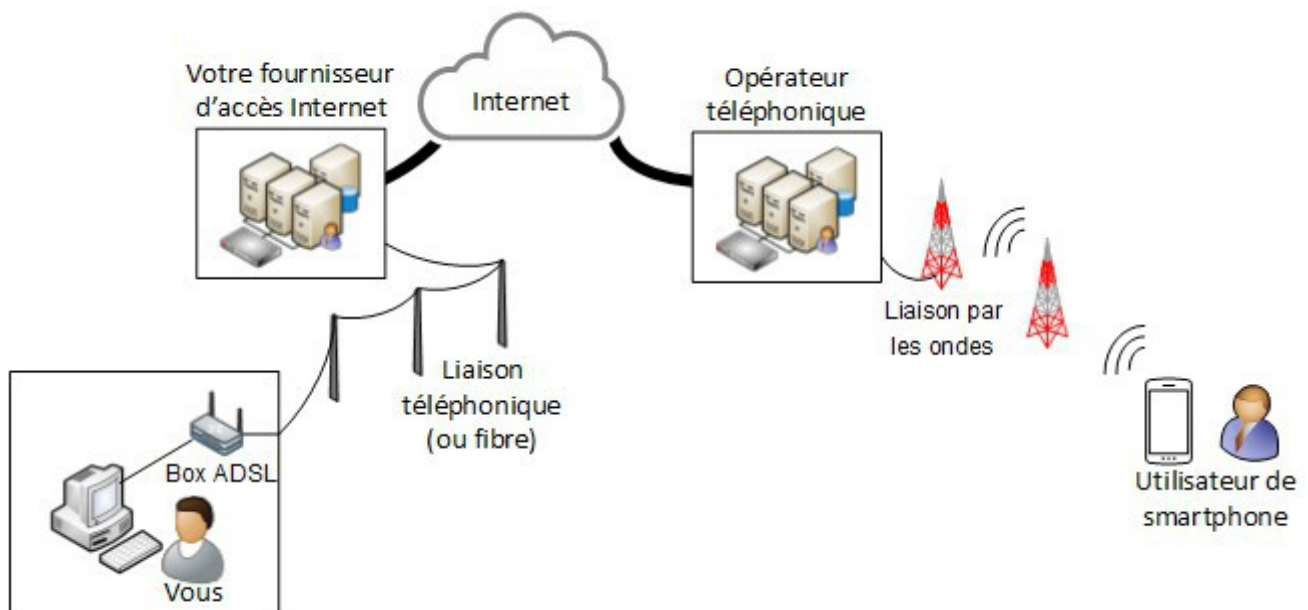 Votre fournisseur
d'accès Internet
Internet
Opérateur
téléphonique
Liaison par
les ondes
Liaison
téléphonique
(ou fibre)
Box ADSL
Vous
Utilisateur de
smartphone